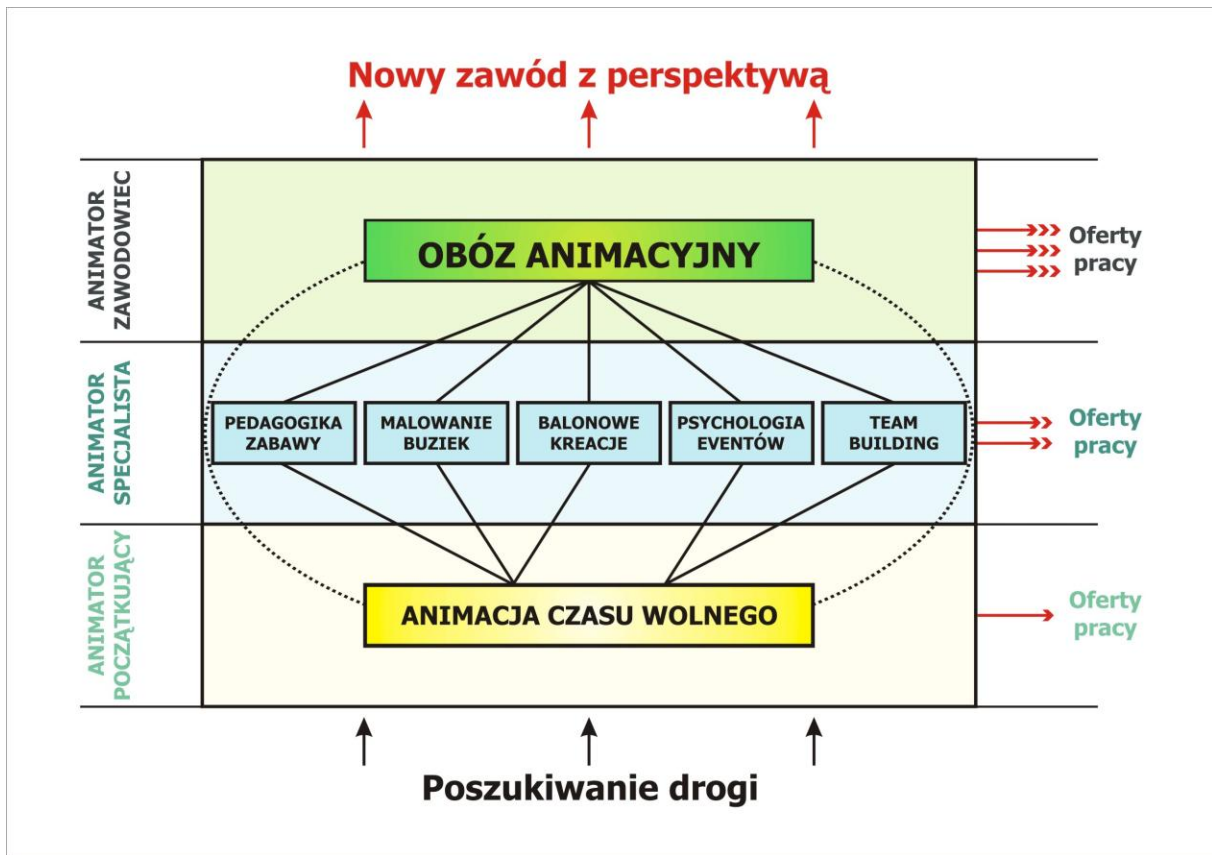 Nowy zawód z perspektywą
ANIMATOR
ZAWODOWIEC
OBÓZ ANIMACYJNY
Oferty
pracy
ANIMATOR
SPECJALISTA
PEDAGOGIKA
ZABAWY
MALOWANIE
BUZIEK
BALONOWE
KREACJE
PSYCHOLOGIA
EVENTÓW
TEAM
BUILDING
Oferty
pracy
ANIMATOR
POCZĄTKUJĄCY
ANIMACJA CZASU WOLNEGO
Oferty
pracy
Poszukiwanie drogi